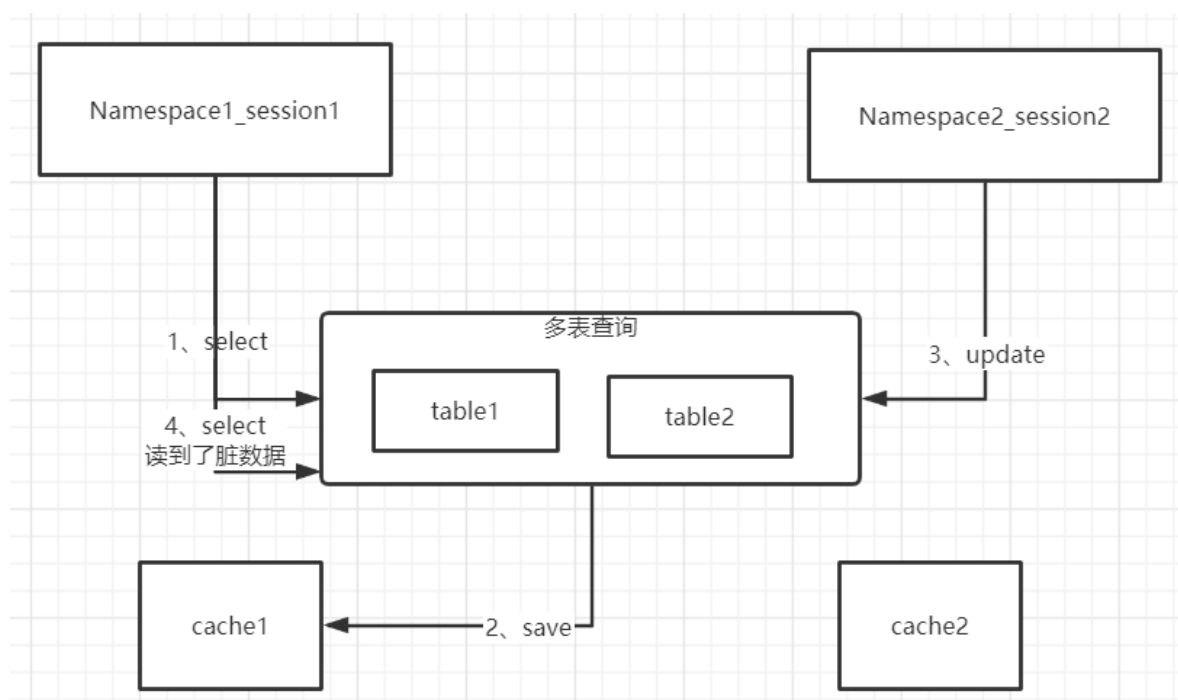 Namespace1_session1
Namespace2_session2
多表查询
1、select
3、update
table1
table2
4、select
读到了脏数据
cache1
2、save
cache2